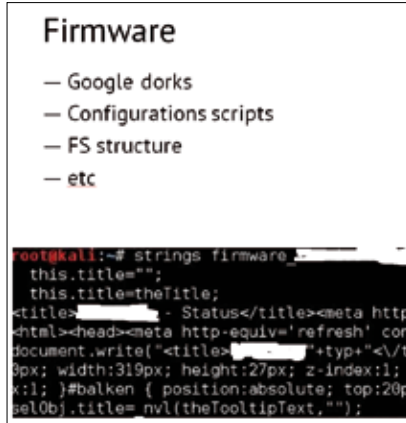 Firmware
— Google dorks
— Configurations scripts
— FS structure
— etc
root@kali:~# strings firmware_
this.title="";
this.title=theTitle;
<title> - Status</title><meta http
<html><head><meta http-equiv='refresh' con
document.write("<title> "+typ+"<\/t
0px; width:319px; height:27px; z-index:1;
x:1; }#balken { position:absolute; top:20p
selObj.title= nvl(theTooltipText,"");